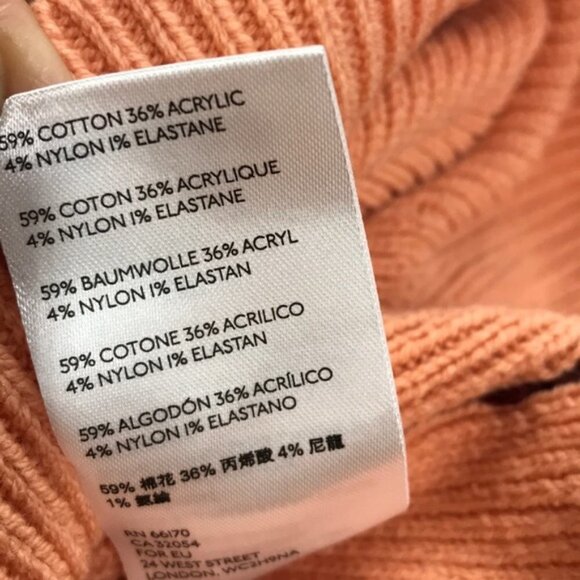 59% COTTON 36% ACRYLIC
4% NYLON 1% ELASTANE
59% COTON 36% ACRYLIQUE
4% NYLON 1% ELASTANE
59% BAUMWOLLE 36% ACRYL
4% NYLON 1% ELASTAN
59% COTONE 36% ACRILICO
4% NYLON 1% ELASTAN
59% ALGODÓN 36% ACRÍLICO
4% NYLON 1% ELASTANO
59% 棉花 36% 丙烯酸 4% 尼龍
1%
RN 66170
CA 32054
FOR EU
24 WEST STREET
LONDON, WC2H9NA